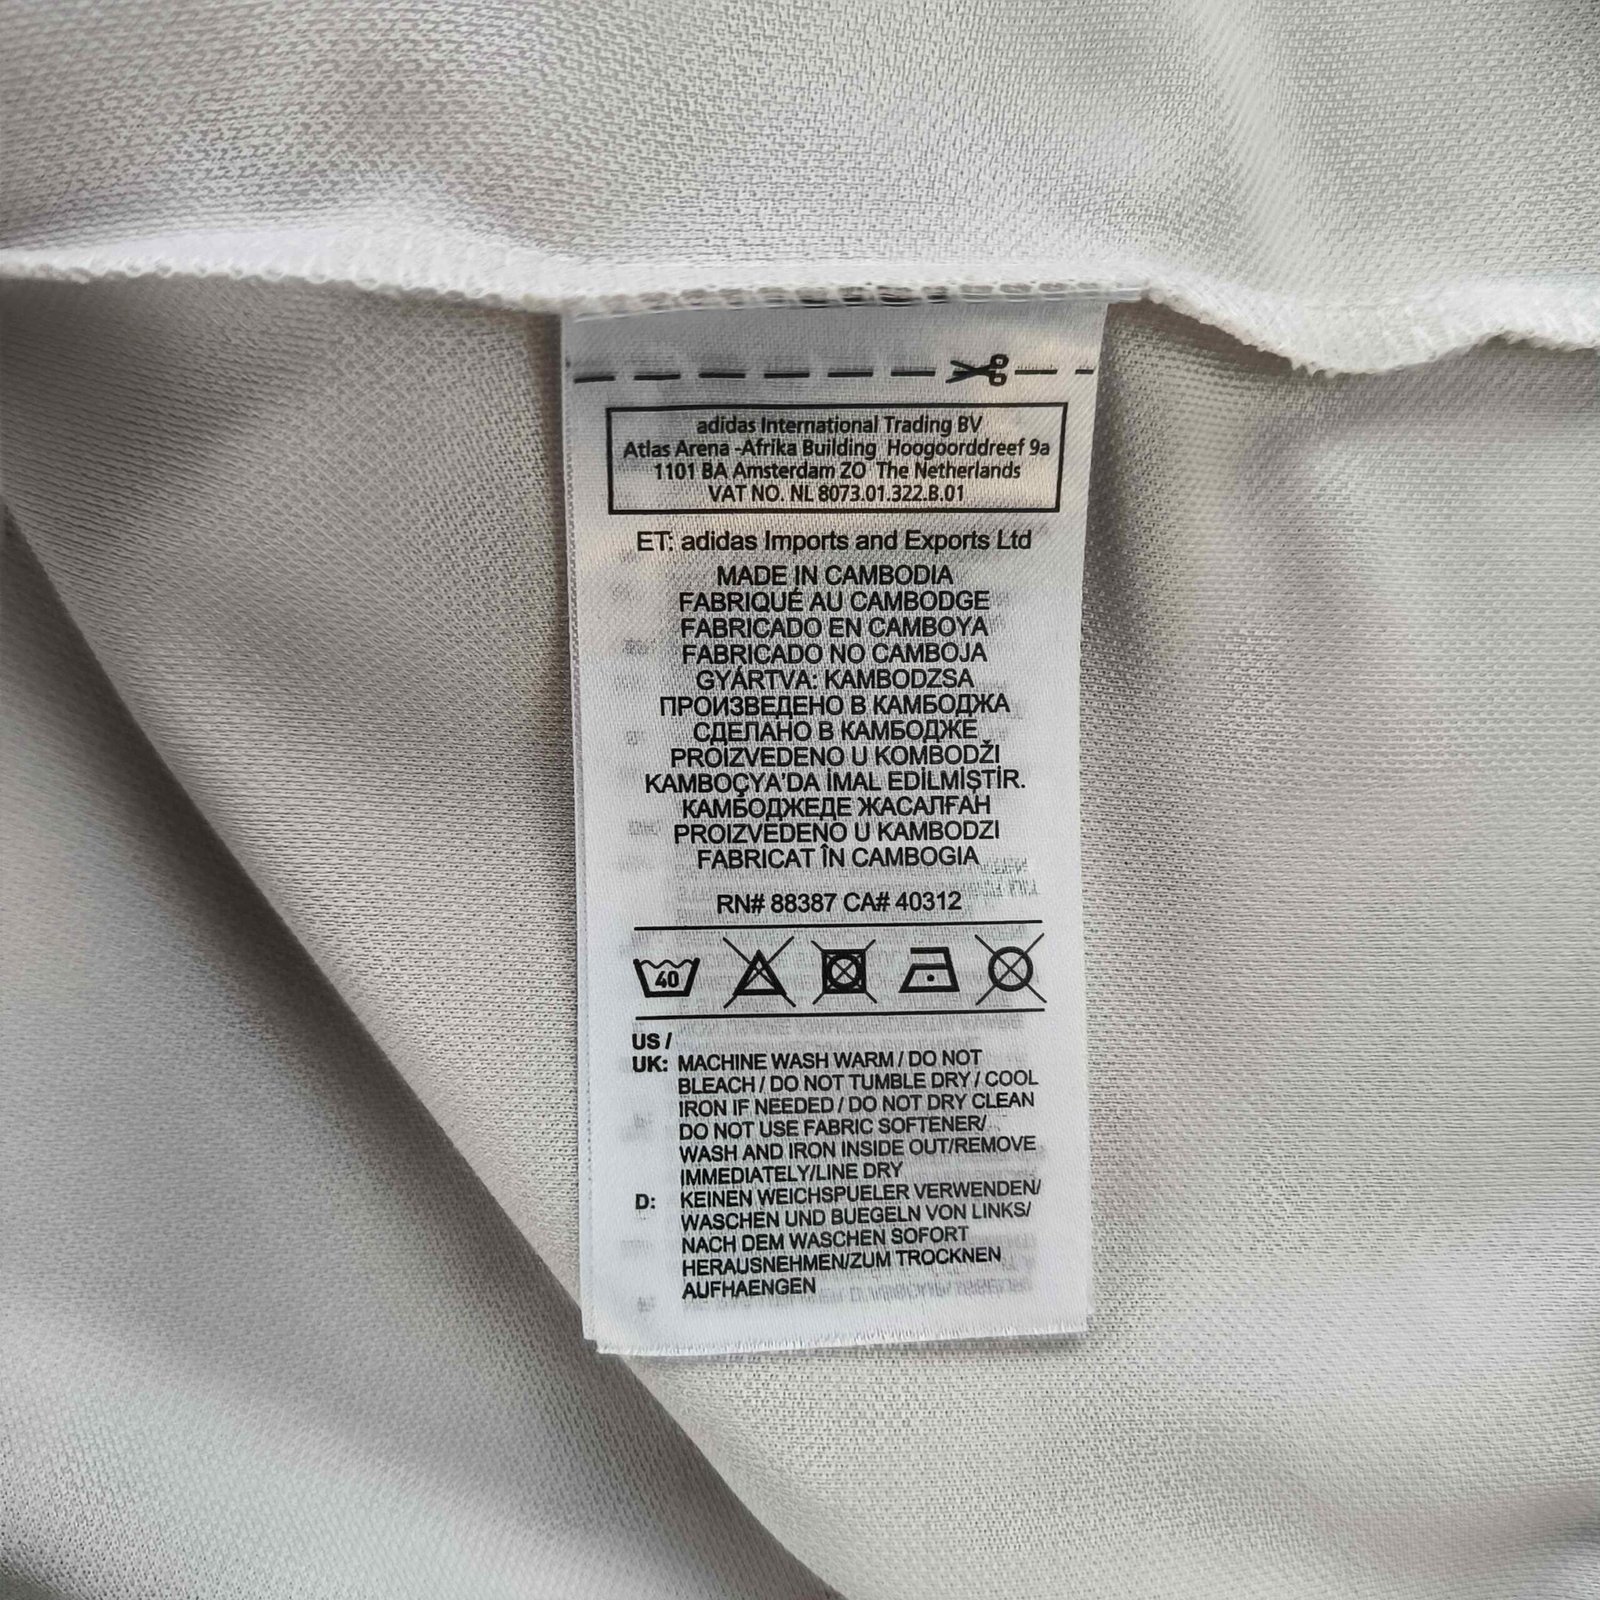 adidas International Trading BV
Atlas Arena -Afrika Building Hoogoorddreef 9a
1101 BA Amsterdam ZO The Netherlands
VAT NO. NL 8073.01.322.B.01
ET: adidas Imports and Exports Ltd
MADE IN CAMBODIA
FABRIQUÉ AU CAMBODGE
FABRICADO EN CAMBOYA
FABRICADO NO CAMBOJA
GYÁRTVA: KAMBODZSA
ПРОИЗВЕДЕНО В КАМБОДЖА
СДЕЛАНО В КАМБОДЖЕ
PROIZVEDENO U KOMBODŽI
KAMBOÇYA'DA İMAL EDİLMİŞTİR.
КАМБОДЖЕДЕ ЖАСАЛҒАН
PROIZVEDENO U KAMBODZI
FABRICAT ÎN CAMBOGIA
RN# 88387 CA# 40312
40
US /
UK: MACHINE WASH WARM / DO NOT
BLEACH / DO NOT TUMBLE DRY / COOL
IRON IF NEEDED / DO NOT DRY CLEAN
DO NOT USE FABRIC SOFTENER/
WASH AND IRON INSIDE OUT/REMOVE
IMMEDIATELY/LINE DRY
D: KEINEN WEICHSPUELER VERWENDEN/
WASCHEN UND BUEGELN VON LINKS/
NACH DEM WASCHEN SOFORT
HERAUSNEHMEN/ZUM TROCKNEN
AUFHAENGEN